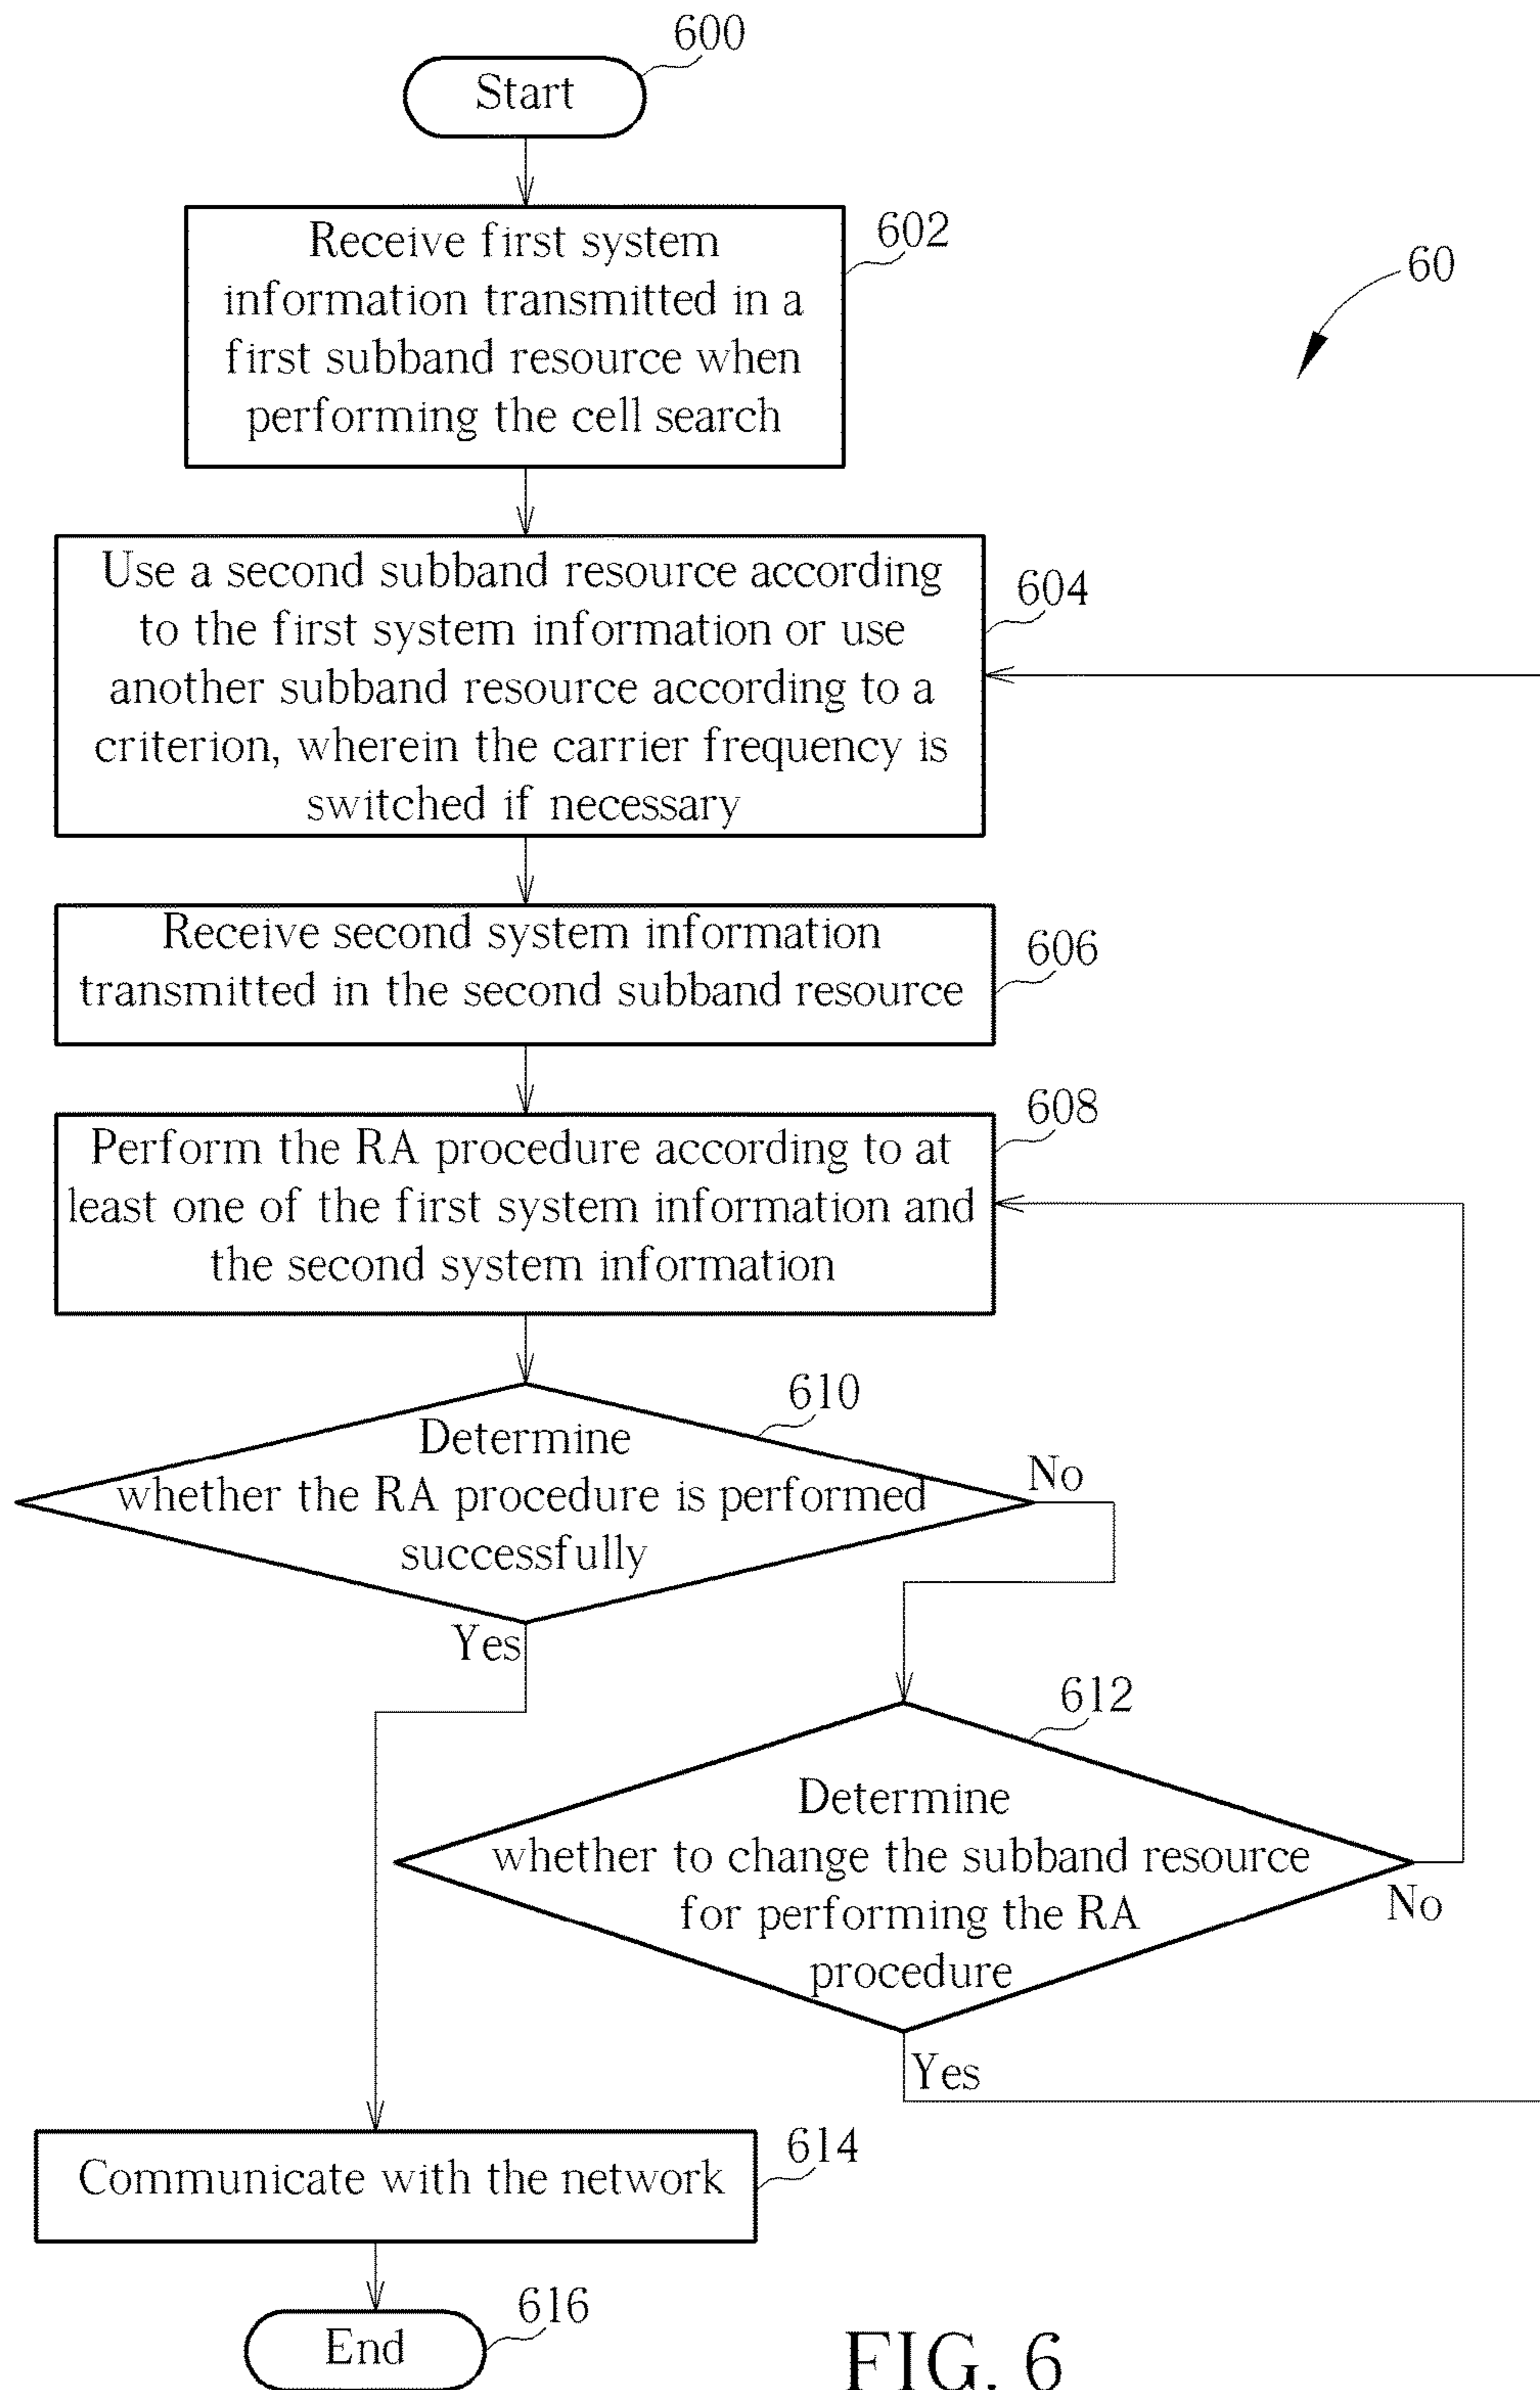 600
Start
602
Receive first system
information transmitted in a
first subband resource when
performing the cell search
60
Use a second subband resource according
to the first system information or use
another subband resource according to a
criterion, wherein the carrier frequency is
switched if necessary
604
Receive second system information
transmitted in the second subband resource
606
608
Perform the RA procedure according to at
least one of the first system information and
the second system information
610
Determine
whether the RA procedure is performed
successfully
No
Yes
612
Determine
whether to change the subband resource
for performing the RA
procedure
No
Yes
614
Communicate with the network
616
End
FIG. 6